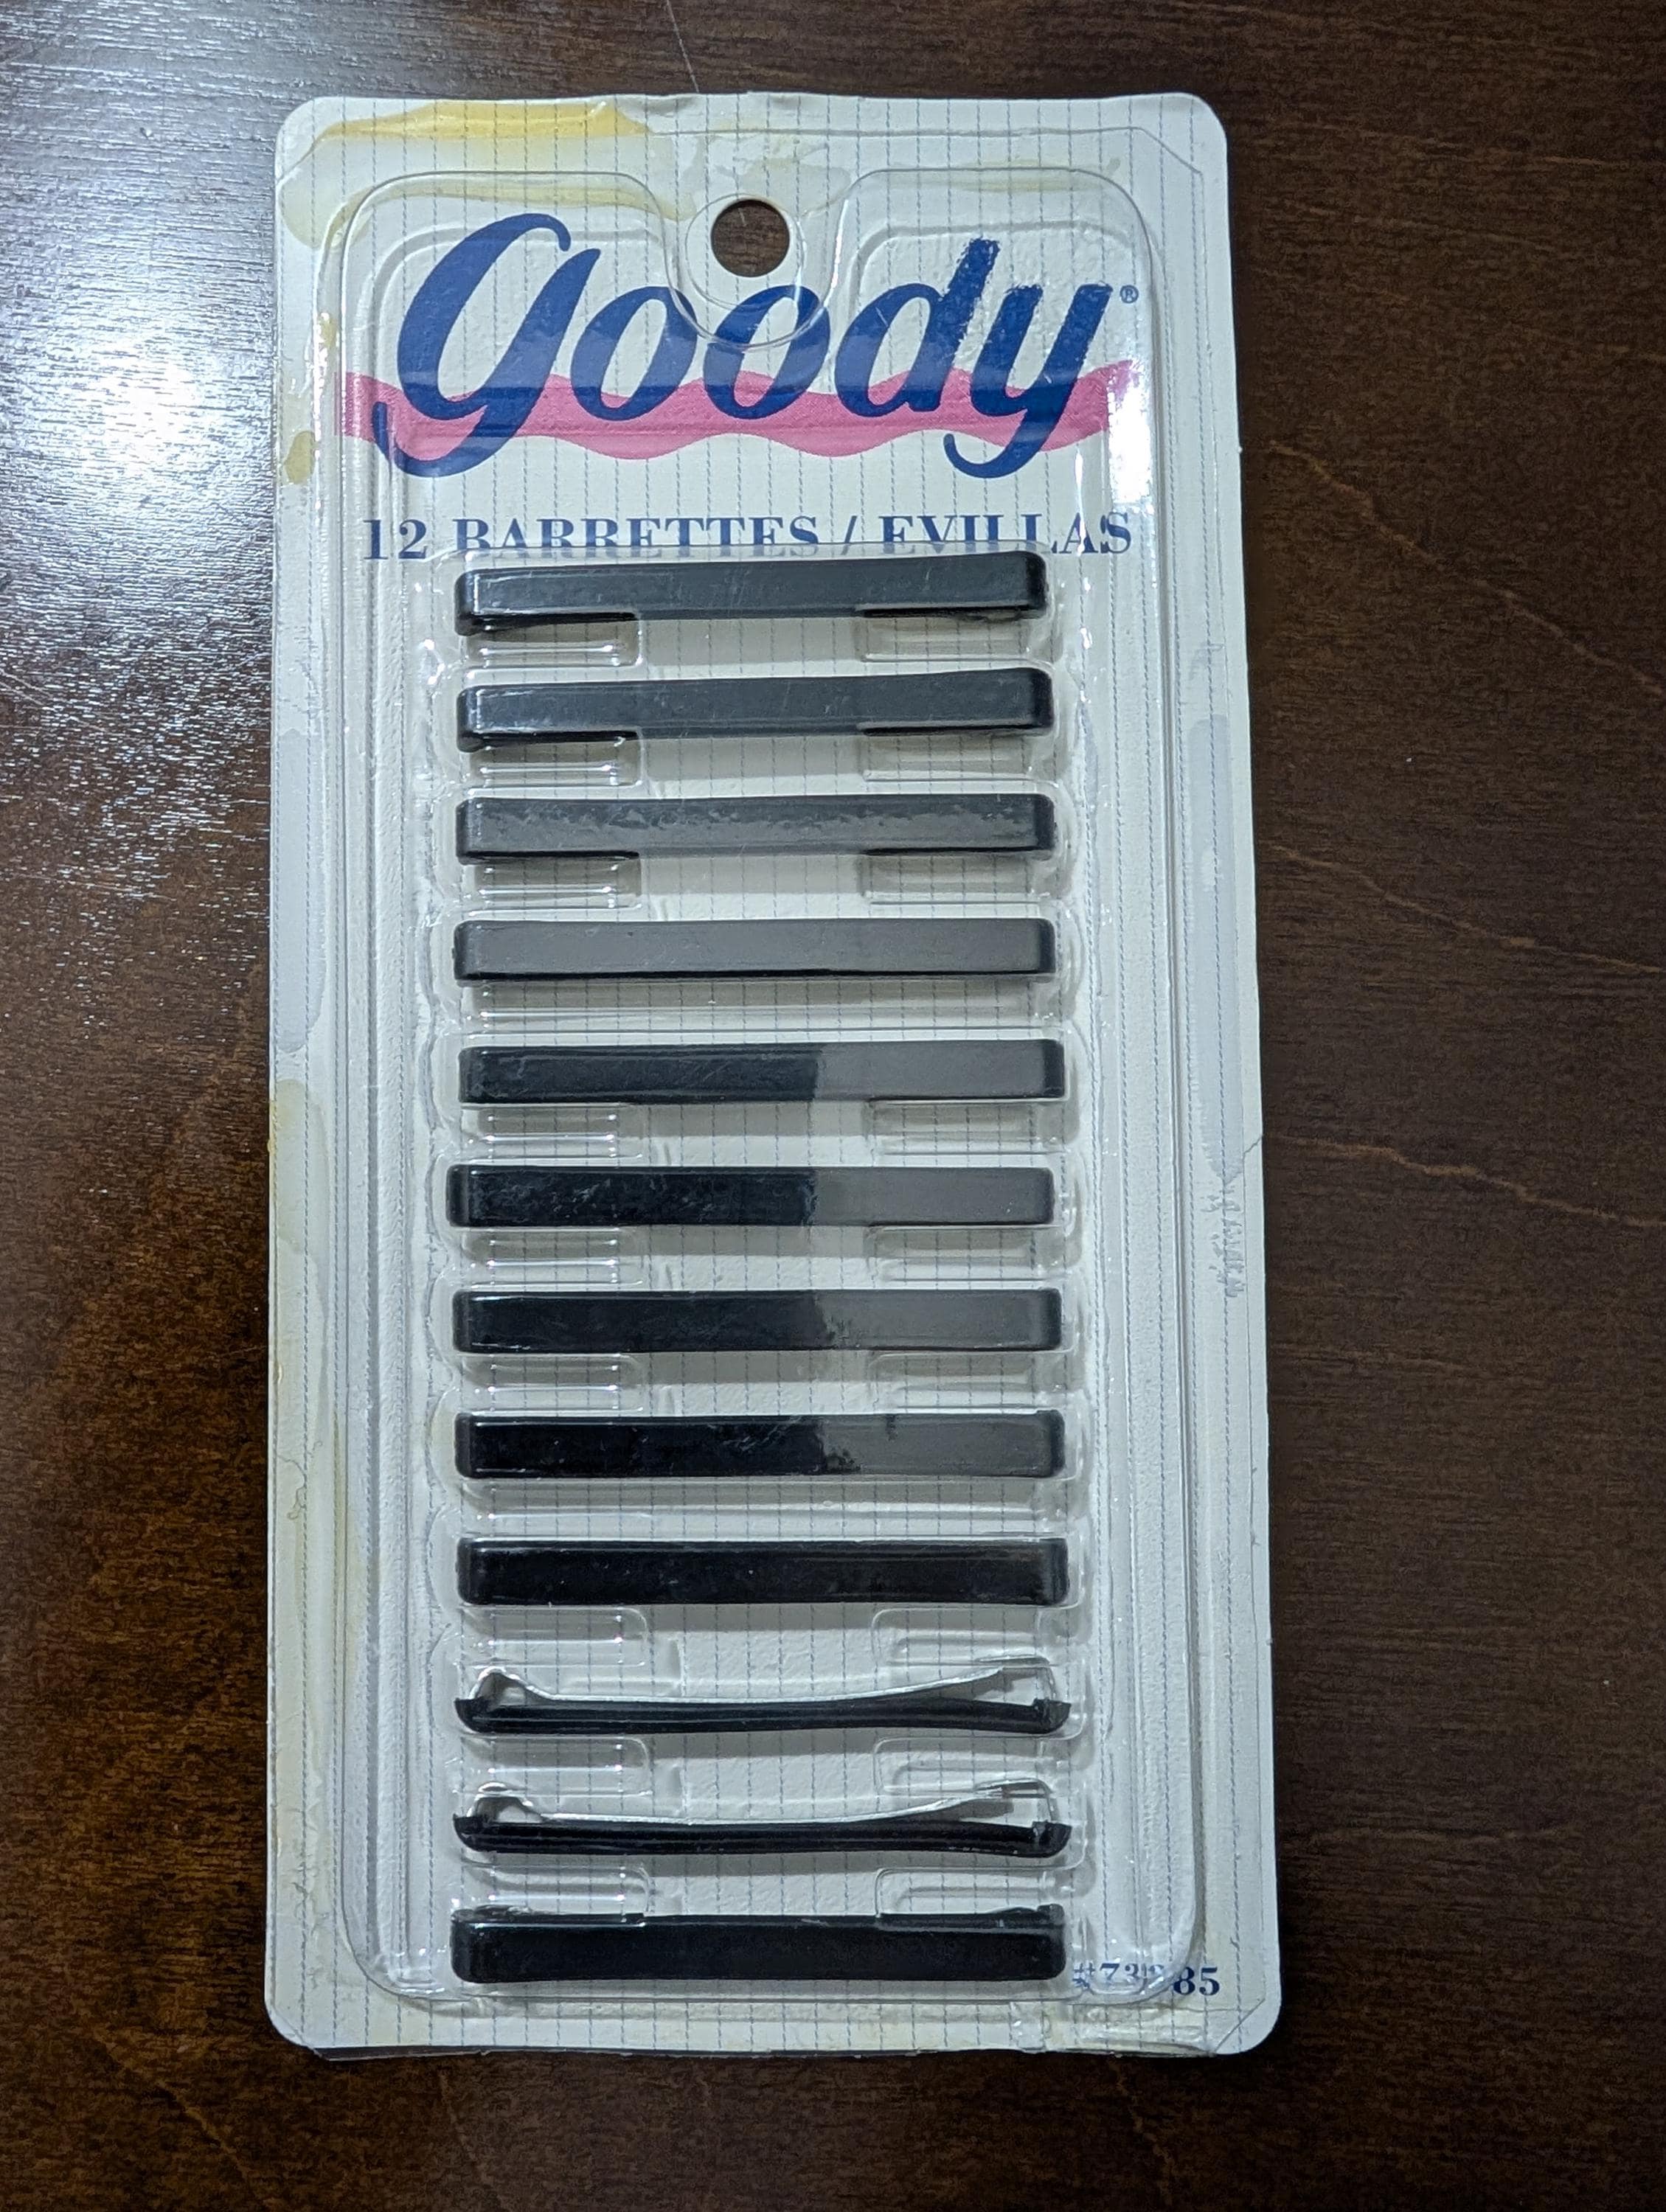 goody®
12 BARRETTES / EVILLAS